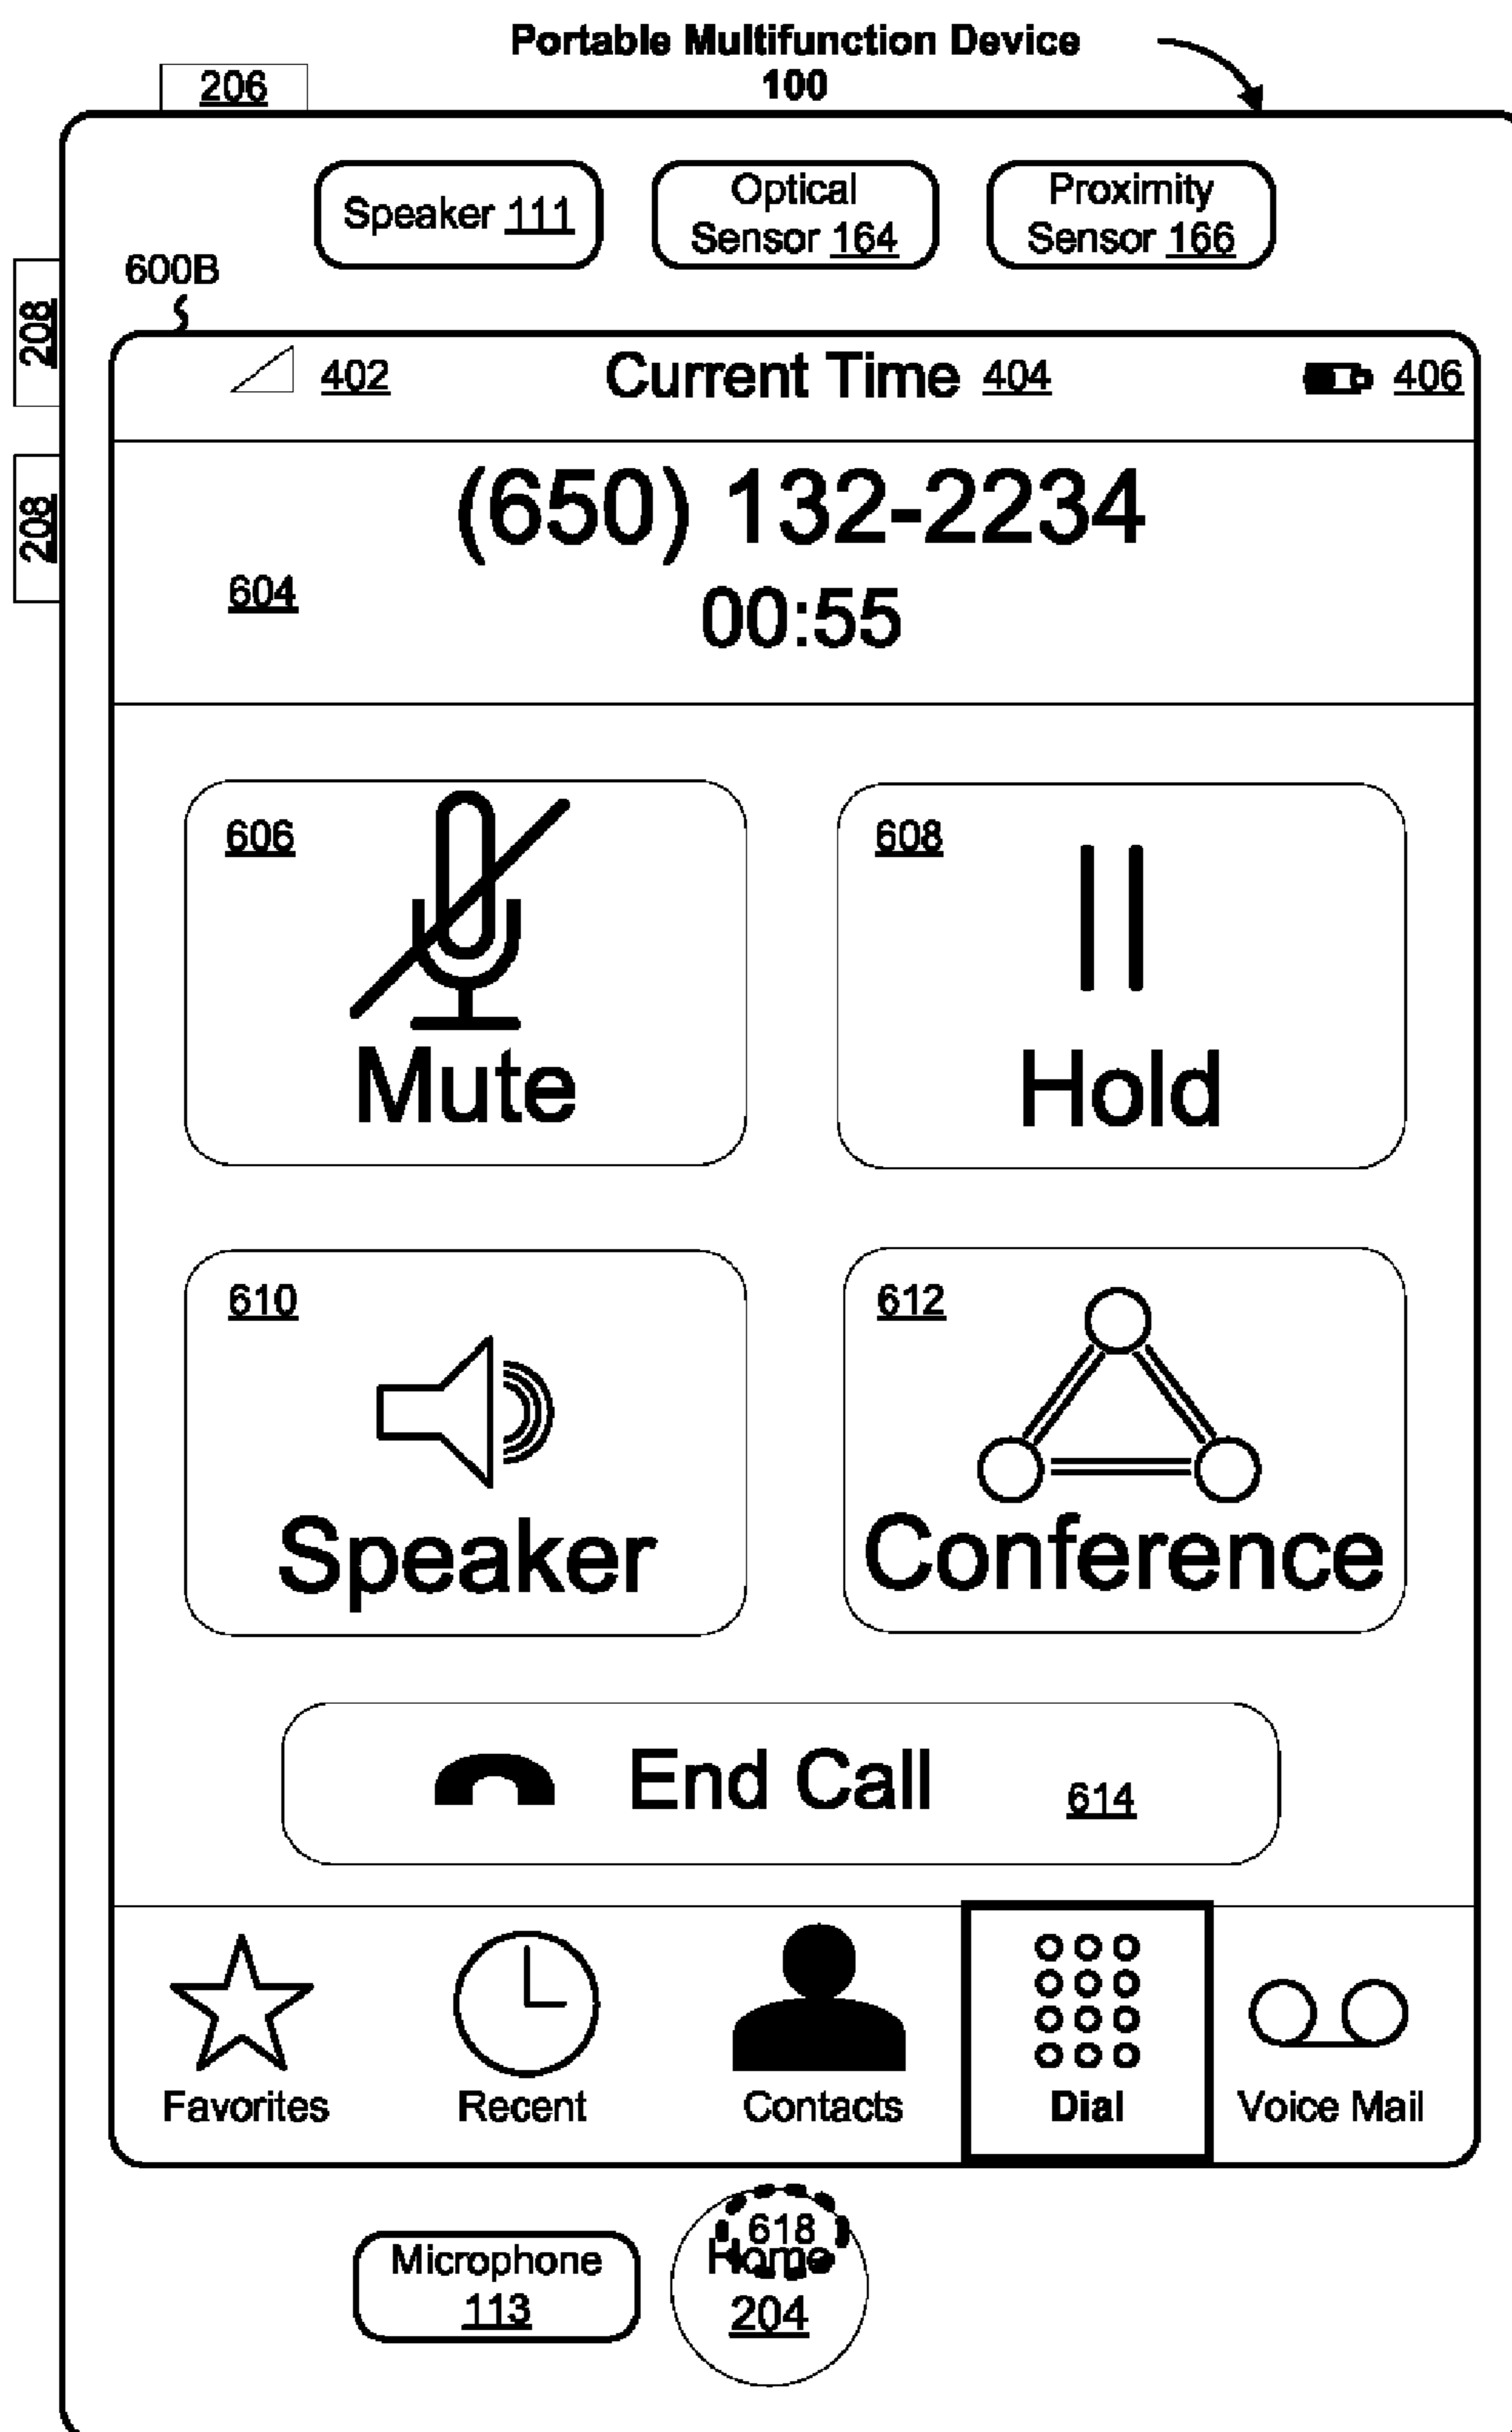 Portable Multifunction Device
100
206
Speaker 111
Optical
Sensor 164
Proximity
Sensor 166
600B
208
208
402
Current Time 404
406
(650) 132-2234
604
00:55
606
Mute
608
Hold
610
Speaker
612
Conference
End Call
614
Favorites
Recent
Contacts
Dial
Voice Mail
Microphone
113
618
Home
204